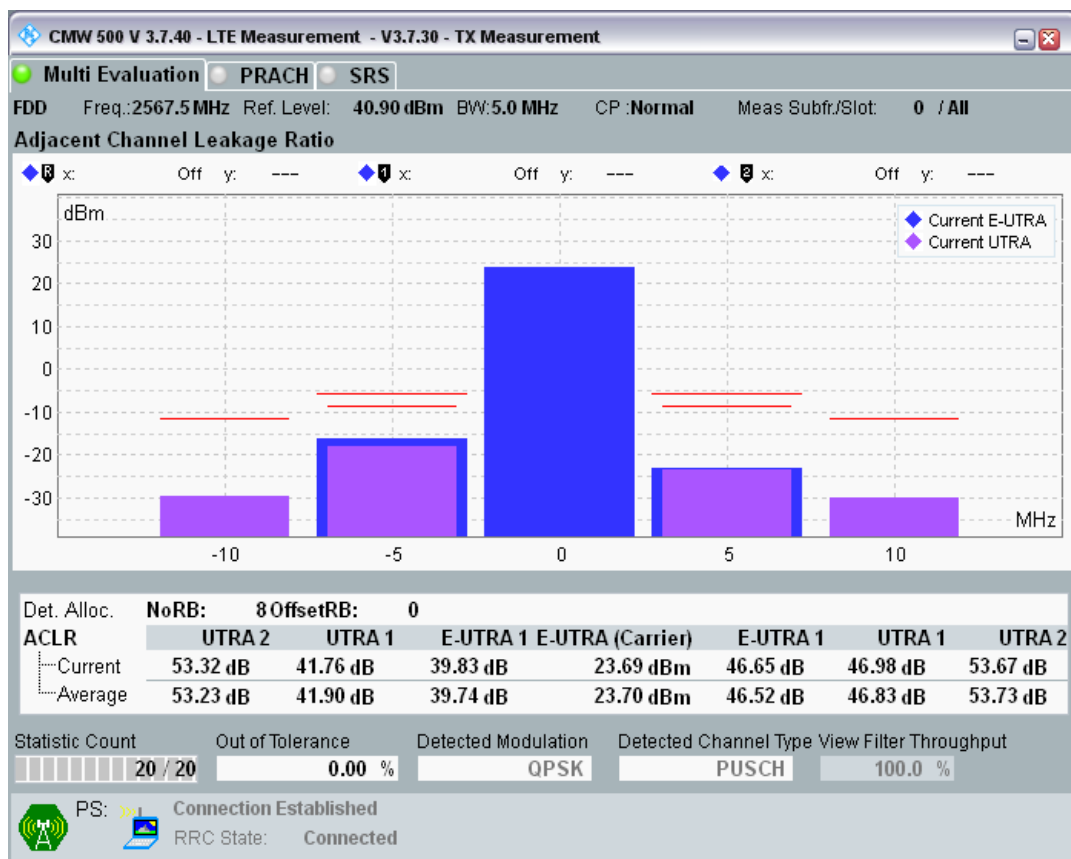 CMW 500 V 3.7.40 - LTE Measurement - V3.7.30 - TX Measurement
Multi Evaluation PRACH SRS
FDD Freq.:2567.5 MHz Ref. Level: 40.90 dBm BW:5.0 MHz CP :Normal Meas Subfr./Slot: 0 / All
Adjacent Channel Leakage Ratio
R x: Off y: --- 1 x: Off y: --- 2 x: Off y: ---
dBm
Current E-UTRA
Current UTRA
30
20
10
0
-10
-20
-30
MHz
-10 -5 0 5 10
Det. Alloc. NoRB: 8 OffsetRB: 0
ACLR UTRA 2 UTRA 1 E-UTRA 1 E-UTRA (Carrier) E-UTRA 1 UTRA 1 UTRA 2
Current 53.32 dB 41.76 dB 39.83 dB 23.69 dBm 46.65 dB 46.98 dB 53.67 dB
Average 53.23 dB 41.90 dB 39.74 dB 23.70 dBm 46.52 dB 46.83 dB 53.73 dB
Statistic Count Out of Tolerance Detected Modulation Detected Channel Type View Filter Throughput
20 / 20 0.00 % QPSK PUSCH 100.0 %
PS: Connection Established
RRC State: Connected